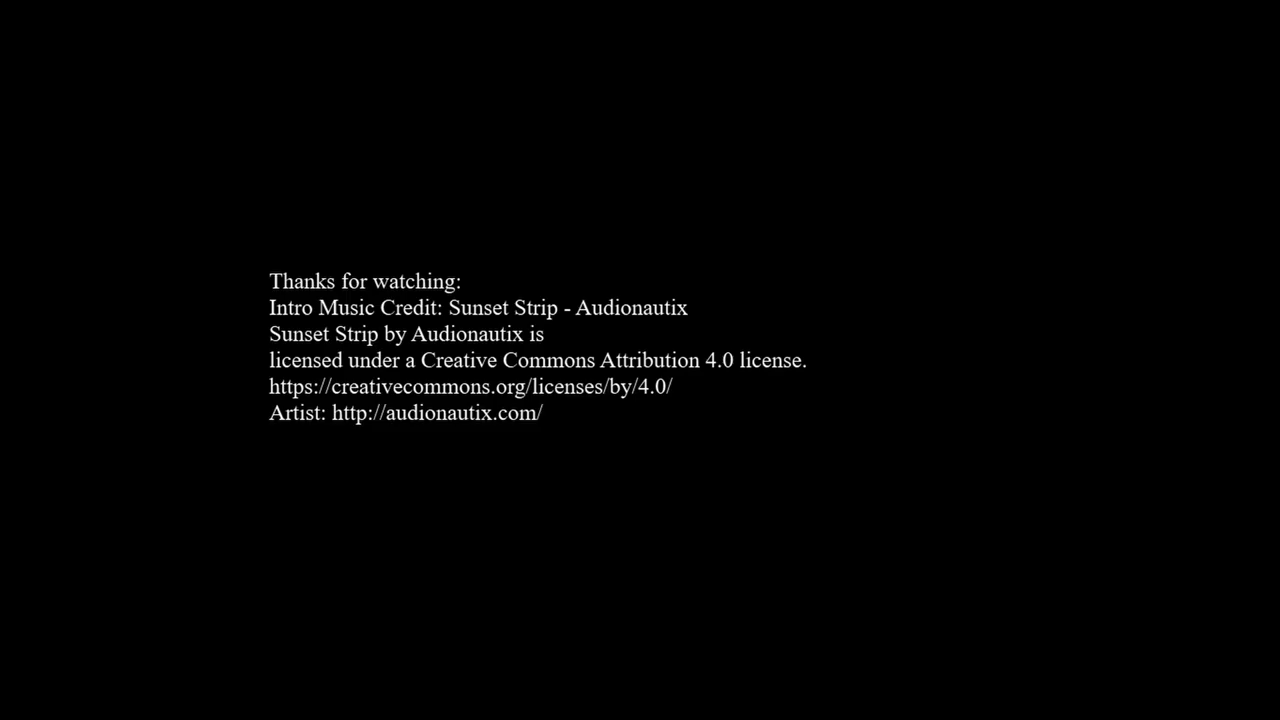 Thanks for watching:
Intro Music Credit: Sunset Strip - Audionautix
Sunset Strip by Audionautix is
licensed under a Creative Commons Attribution 4.0 license.
https://creativecommons.org/licenses/by/4.0/
Artist: http://audionautix.com/